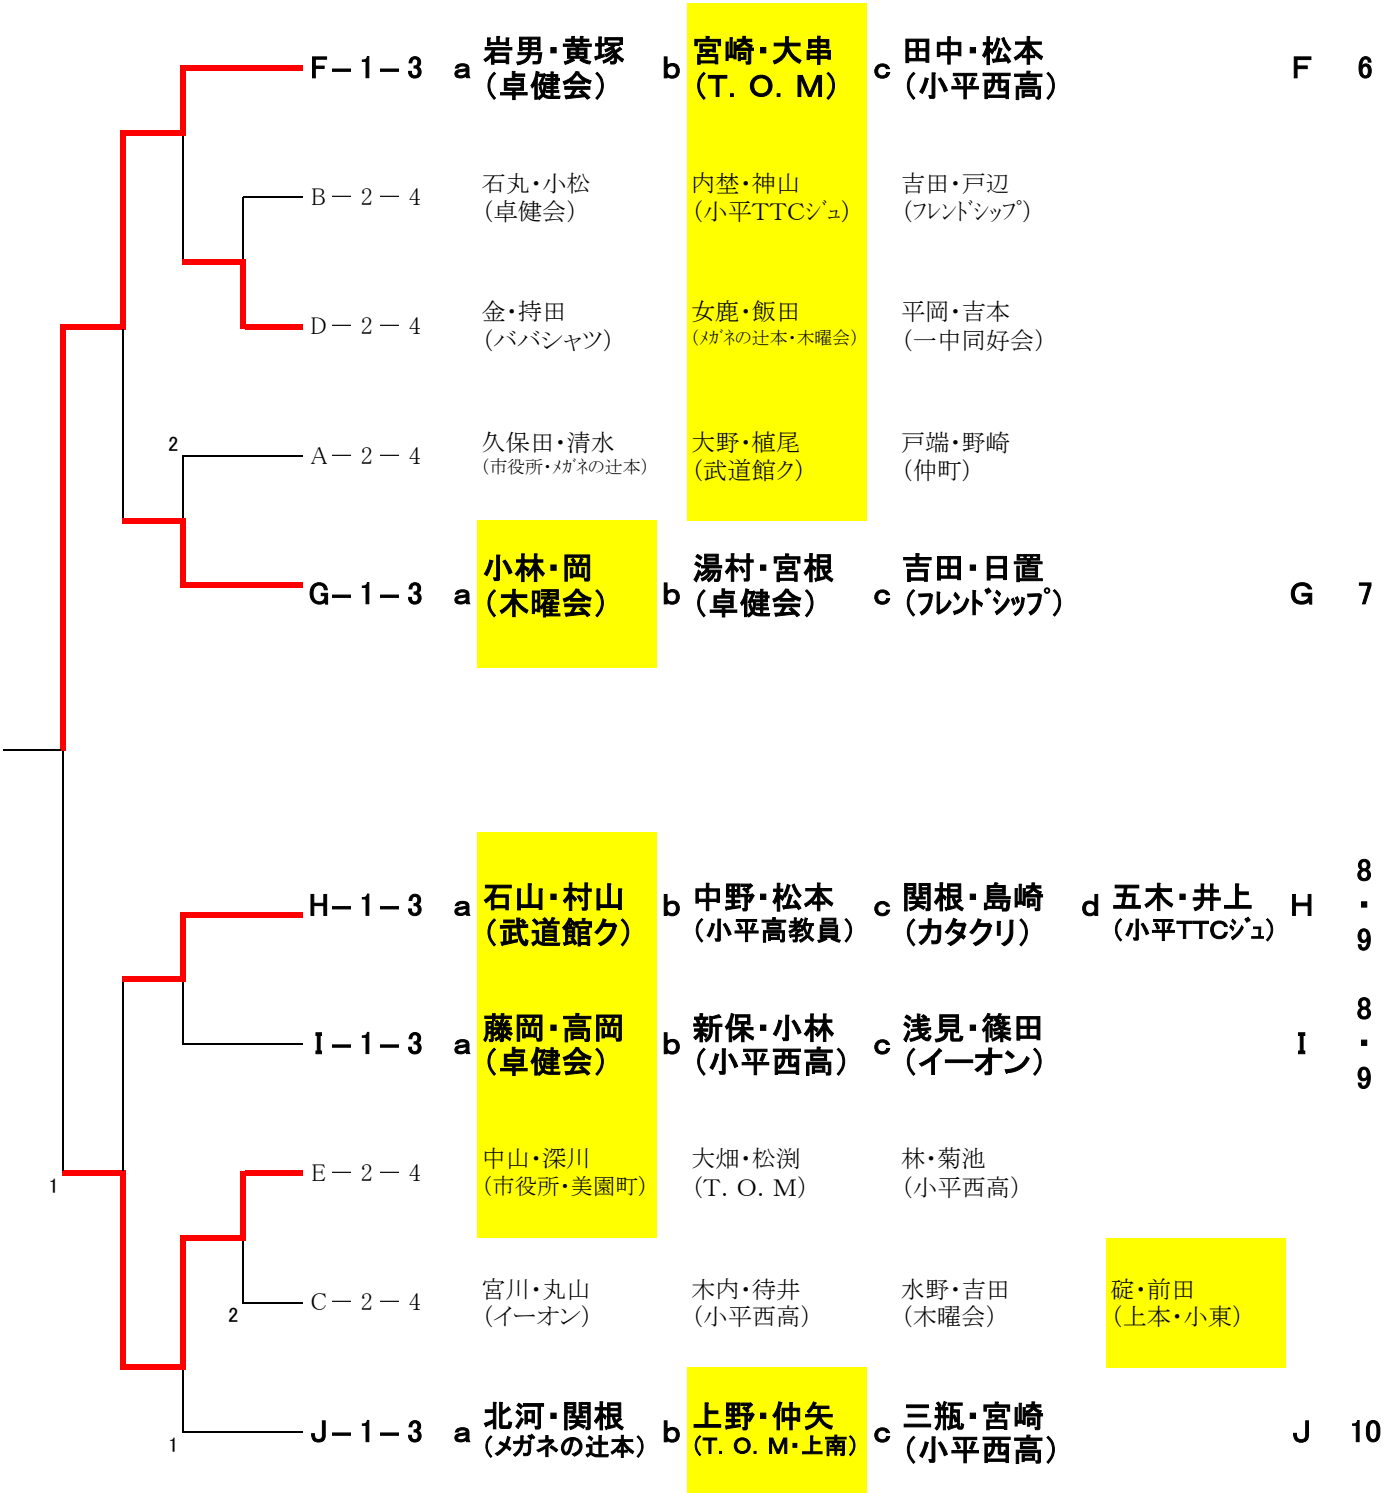 F－1－3 a 岩男・黄塚 b 宮崎・大串 c 田中・松本 F 6
（卓健会） （T．O．M） （小平西高）
B－2－4 石丸・小松 内埜・神山 吉田・戸辺
（卓健会） （小平TTCｼﾞｭ） （ﾌﾚﾝﾄﾞｼｯﾌﾟ）
D－2－4 金・持田 女鹿・飯田 平岡・吉本
（ババシャツ） （ﾒｶﾞﾈの辻本・木曜会） （一中同好会）
2 A－2－4 久保田・清水 大野・植尾 戸端・野崎
（市役所・ﾒｶﾞﾈの辻本） （武道館ク） （仲町）
G－1－3 a 小林・岡 b 湯村・宮根 c 吉田・日置 G 7
（木曜会） （卓健会） （ﾌﾚﾝﾄﾞｼｯﾌﾟ）
H－1－3 a 石山・村山 b 中野・松本 c 関根・島崎 d 五木・井上 H 8・9
（武道館ク） （小平高教員） （カタクリ） （小平TTCｼﾞｭ）
I－1－3 a 藤岡・高岡 b 新保・小林 c 浅見・篠田 I 8・9
（卓健会） （小平西高） （イーオン）
1 E－2－4 中山・深川 大畑・松渕 林・菊池
（市役所・美園町） （T．O．M） （小平西高）
2 C－2－4 宮川・丸山 木内・待井 水野・吉田 碇・前田
（イーオン） （小平西高） （木曜会） （上本・小東）
1 J－1－3 a 北河・関根 b 上野・仲矢 c 三瓶・宮崎 J 10
（メガネの辻本） （T．O．M・上南） （小平西高）